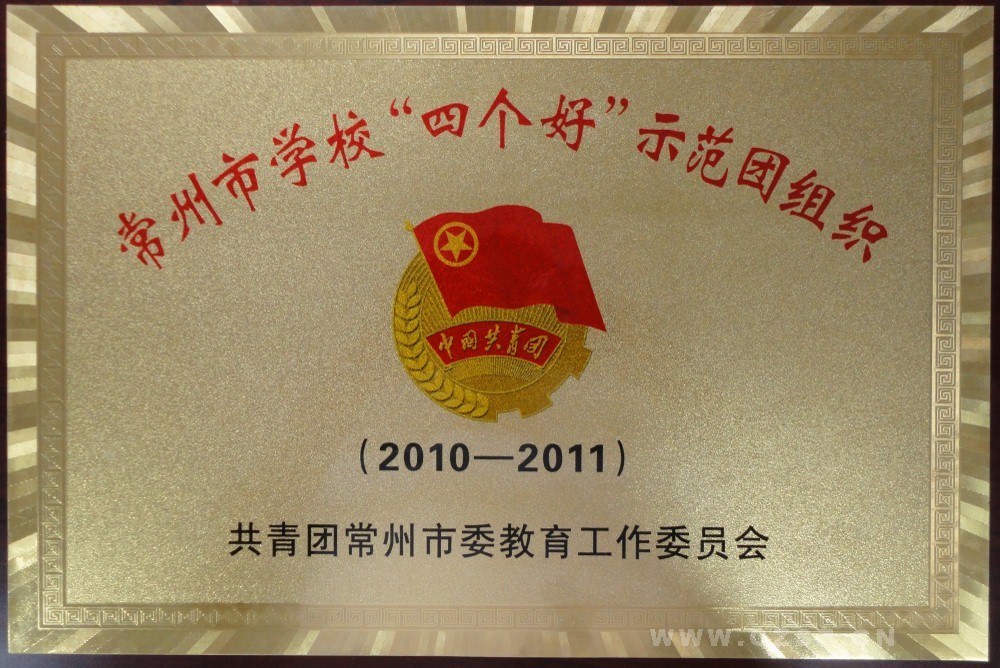 常州市学校“四个好”示范团组织
中国共青团
（2010—2011）
共青团常州市委教育工作委员会